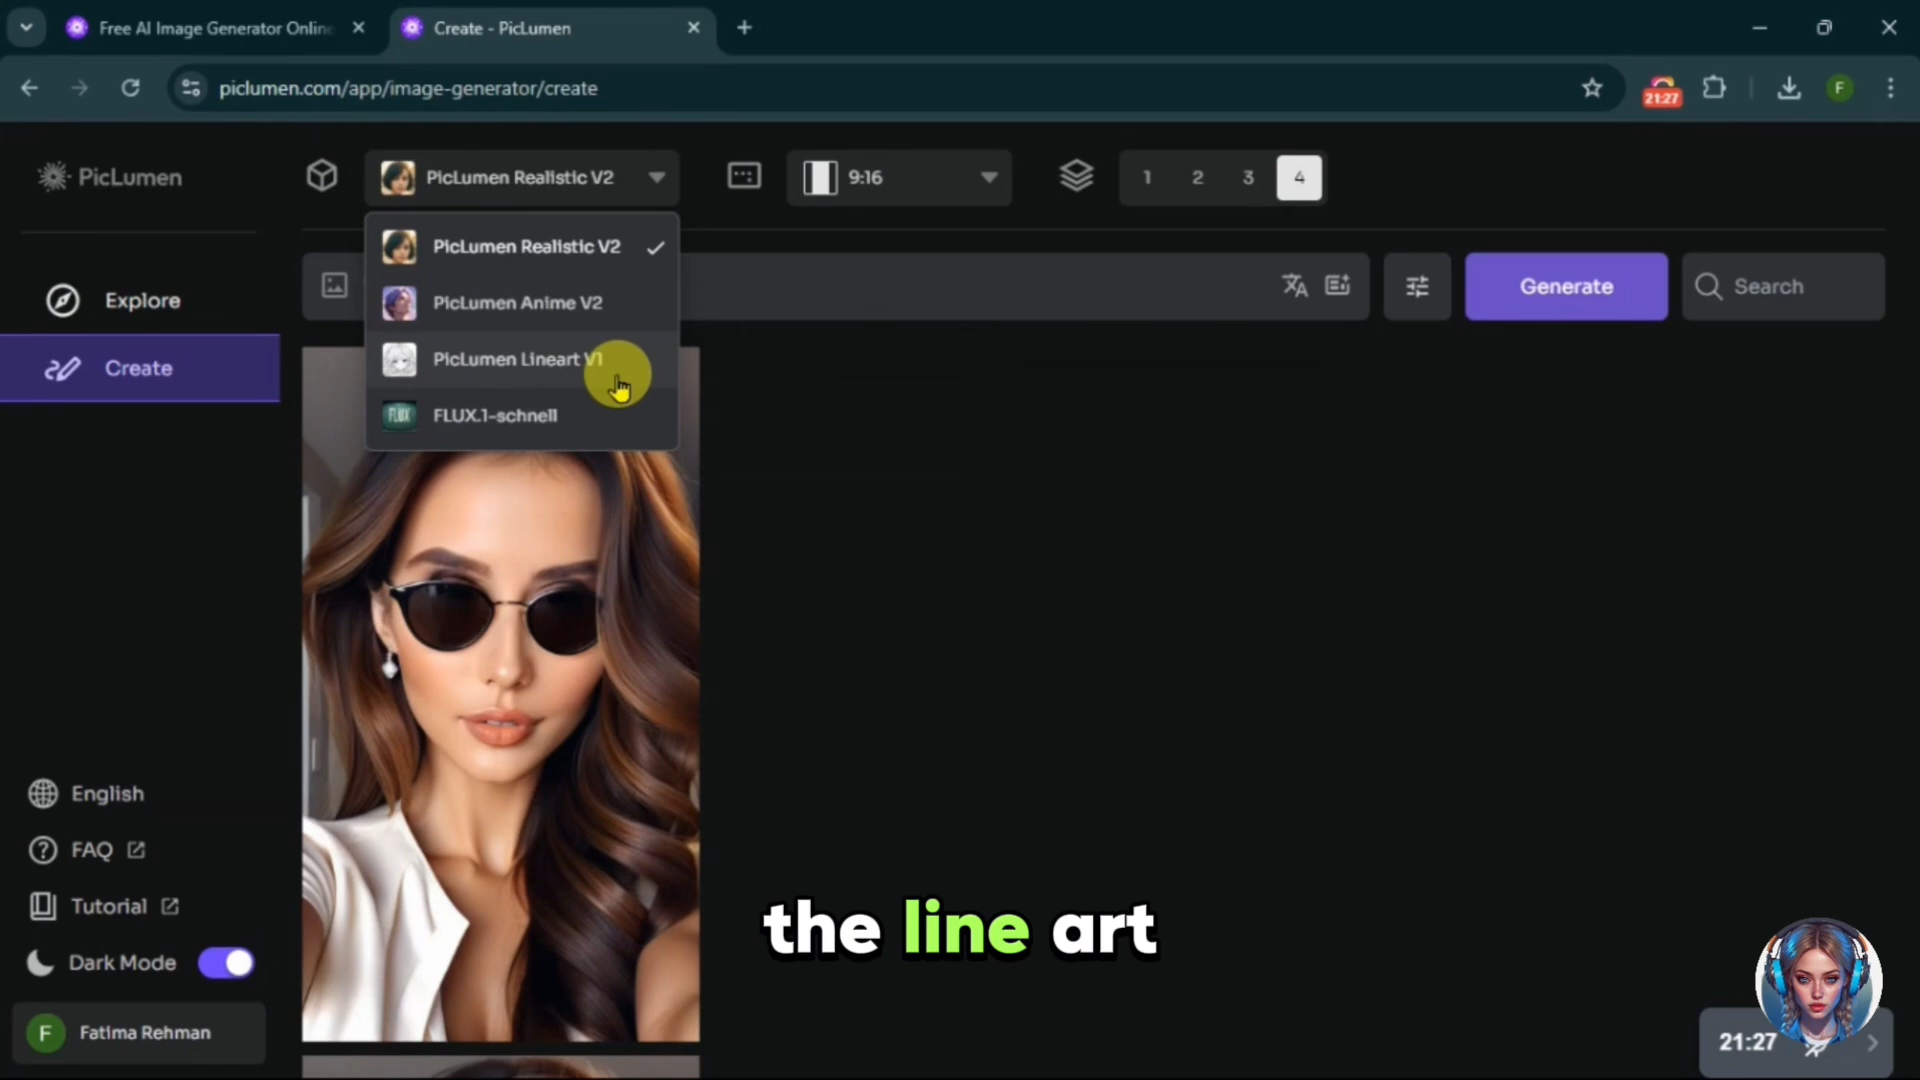 Free AI Image Generator Online
Create - PicLumen
piclumen.com/app/image-generator/create
21:27
F
PicLumen
PicLumen Realistic V2
9:16
1 2 3 4
PicLumen Realistic V2
PicLumen Anime V2
PicLumen Lineart V1
FLUX FLUX.1-schnell
Generate
Search
Explore
Create
English
FAQ
Tutorial
Dark Mode
F Fatima Rehman
the line art
21:27